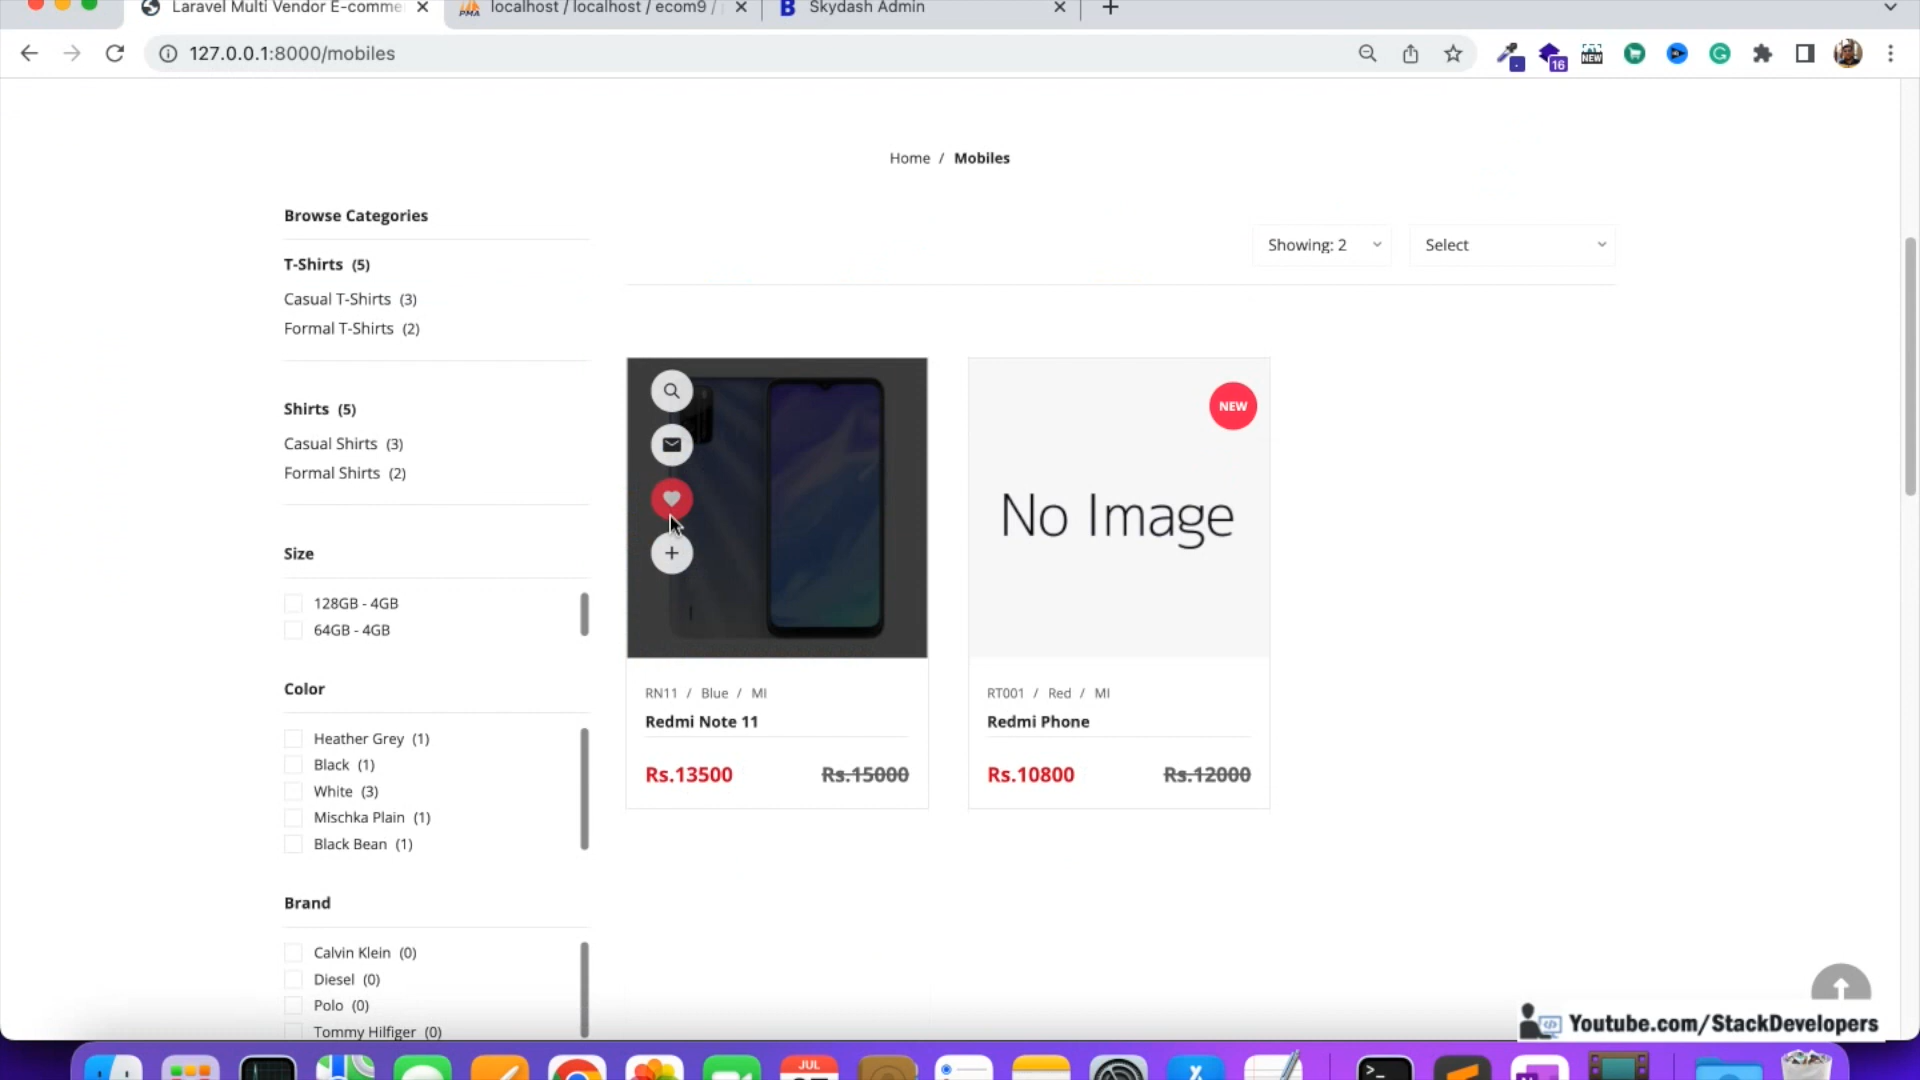 Laravel Multi Vendor E-comme
localhost / localhost / ecom9 /
Skydash Admin
127.0.0.1:8000/mobiles
16
NEW
Home / Mobiles
Browse Categories
Showing: 2
Select
T-Shirts (5)
Casual T-Shirts (3)
Formal T-Shirts (2)
Shirts (5)
Casual Shirts (3)
Formal Shirts (2)
NEW
No Image
Size
128GB - 4GB
64GB - 4GB
Color
Heather Grey (1)
Black (1)
White (3)
Mischka Plain (1)
Black Bean (1)
RN11 / Blue / MI
Redmi Note 11
Rs.13500 Rs.15000
RT001 / Red / MI
Redmi Phone
Rs.10800 Rs.12000
Brand
Calvin Klein (0)
Diesel (0)
Polo (0)
Tommy Hilfiger (0)
Youtube.com/StackDevelopers
JUL